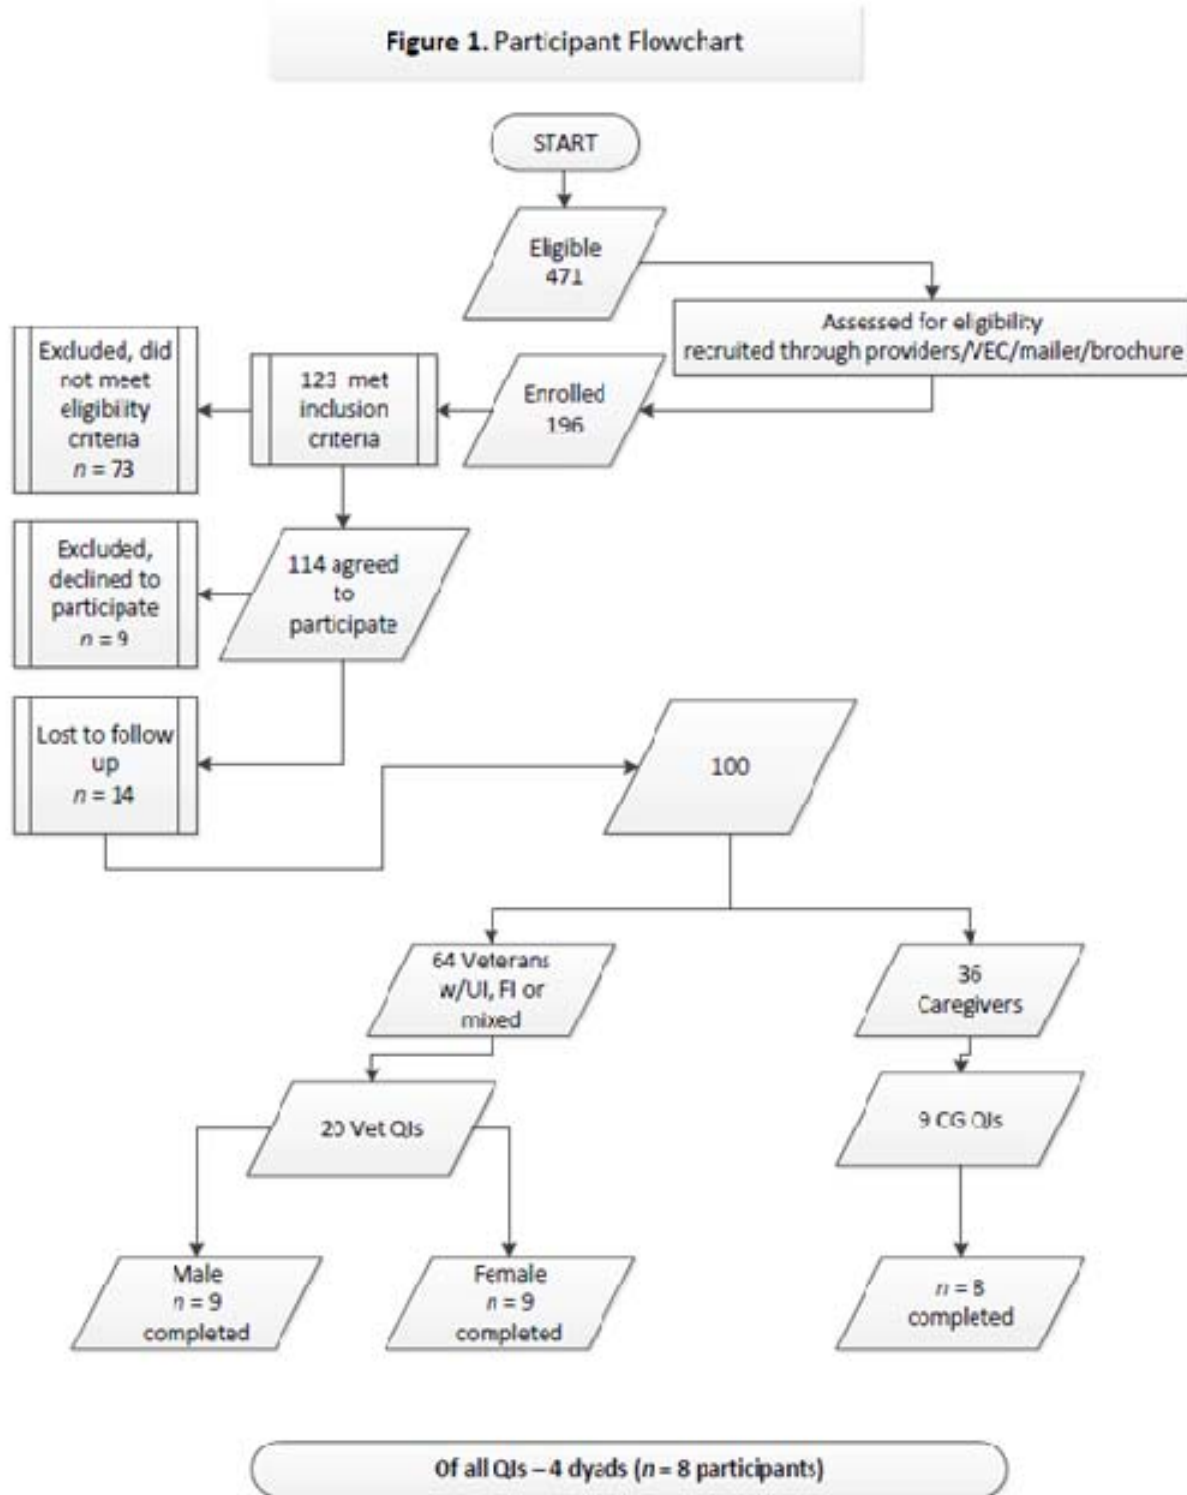 Figure 1. Participant Flowchart
START
Eligible
471
Assessed for eligibility
recruited through providers/VEC/mailer/brochure
Enrolled
196
123 met
inclusion
criteria
Excluded, did
not meet
eligibility
criteria
n = 73
114 agreed
to
participate
Excluded,
declined to
participate
n = 9
Lost to follow
up
n = 14
100
64 Veterans
w/UI, FI or
mixed
36
Caregivers
20 Vet QIs
9 CG QIs
Male
n = 9
completed
Female
n = 9
completed
n = 8
completed
Of all QIs – 4 dyads (n = 8 participants)